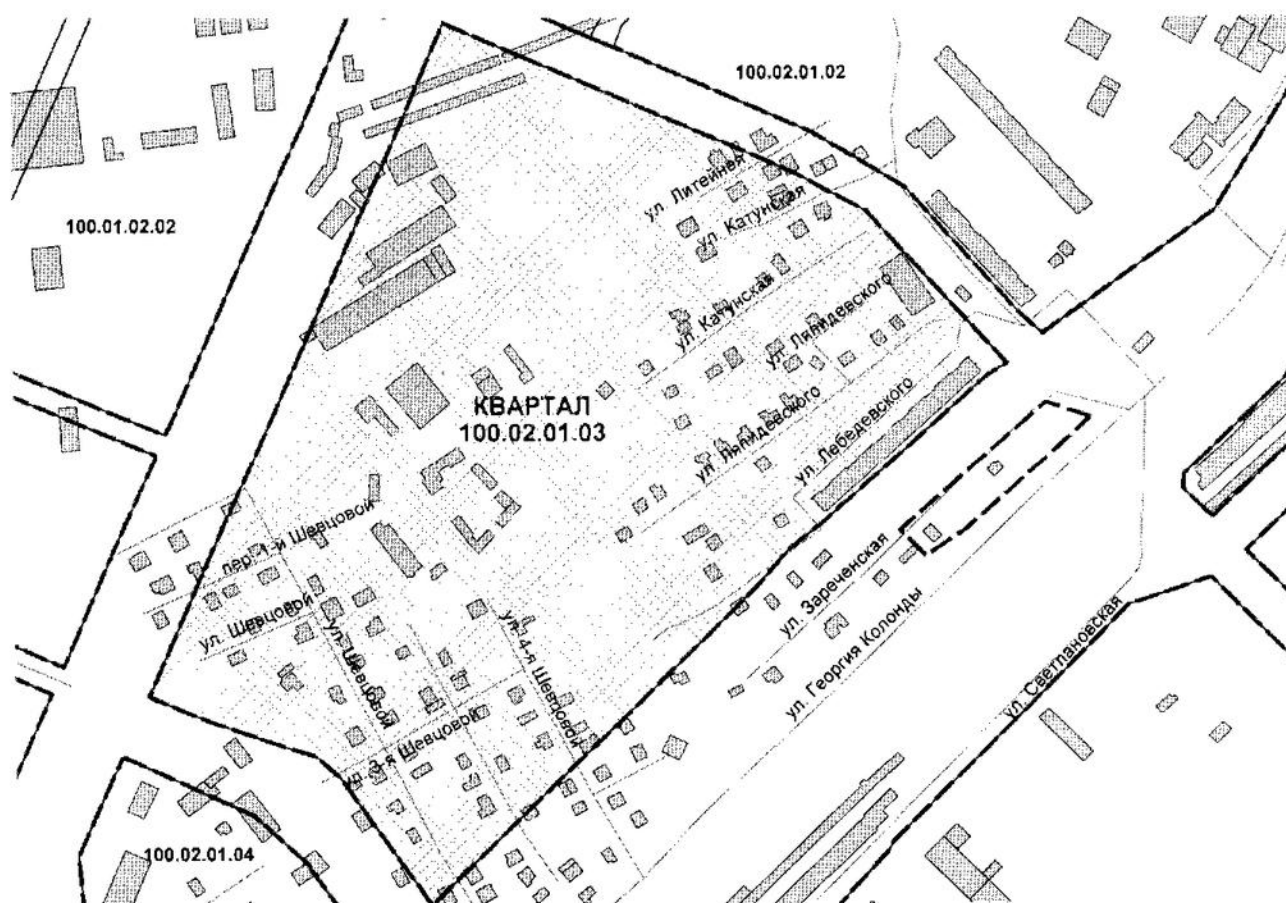 100.02.01.02
ул. Литейная
100.01.02.02
ул. Катунская
ул. Катунская
ул. Ляпидевского
КВАРТАЛ
100.02.01.03
ул. Ляпидевского
ул. Лебедевского
пер. 1-й Шевцовой
ул. Зареченская
ул. Шевцовой
ул. Шевцовой
ул. 4-я Шевцовой
ул. Георгия Колонды
ул. Светлановская
ул. 3-я Шевцовой
100.02.01.04